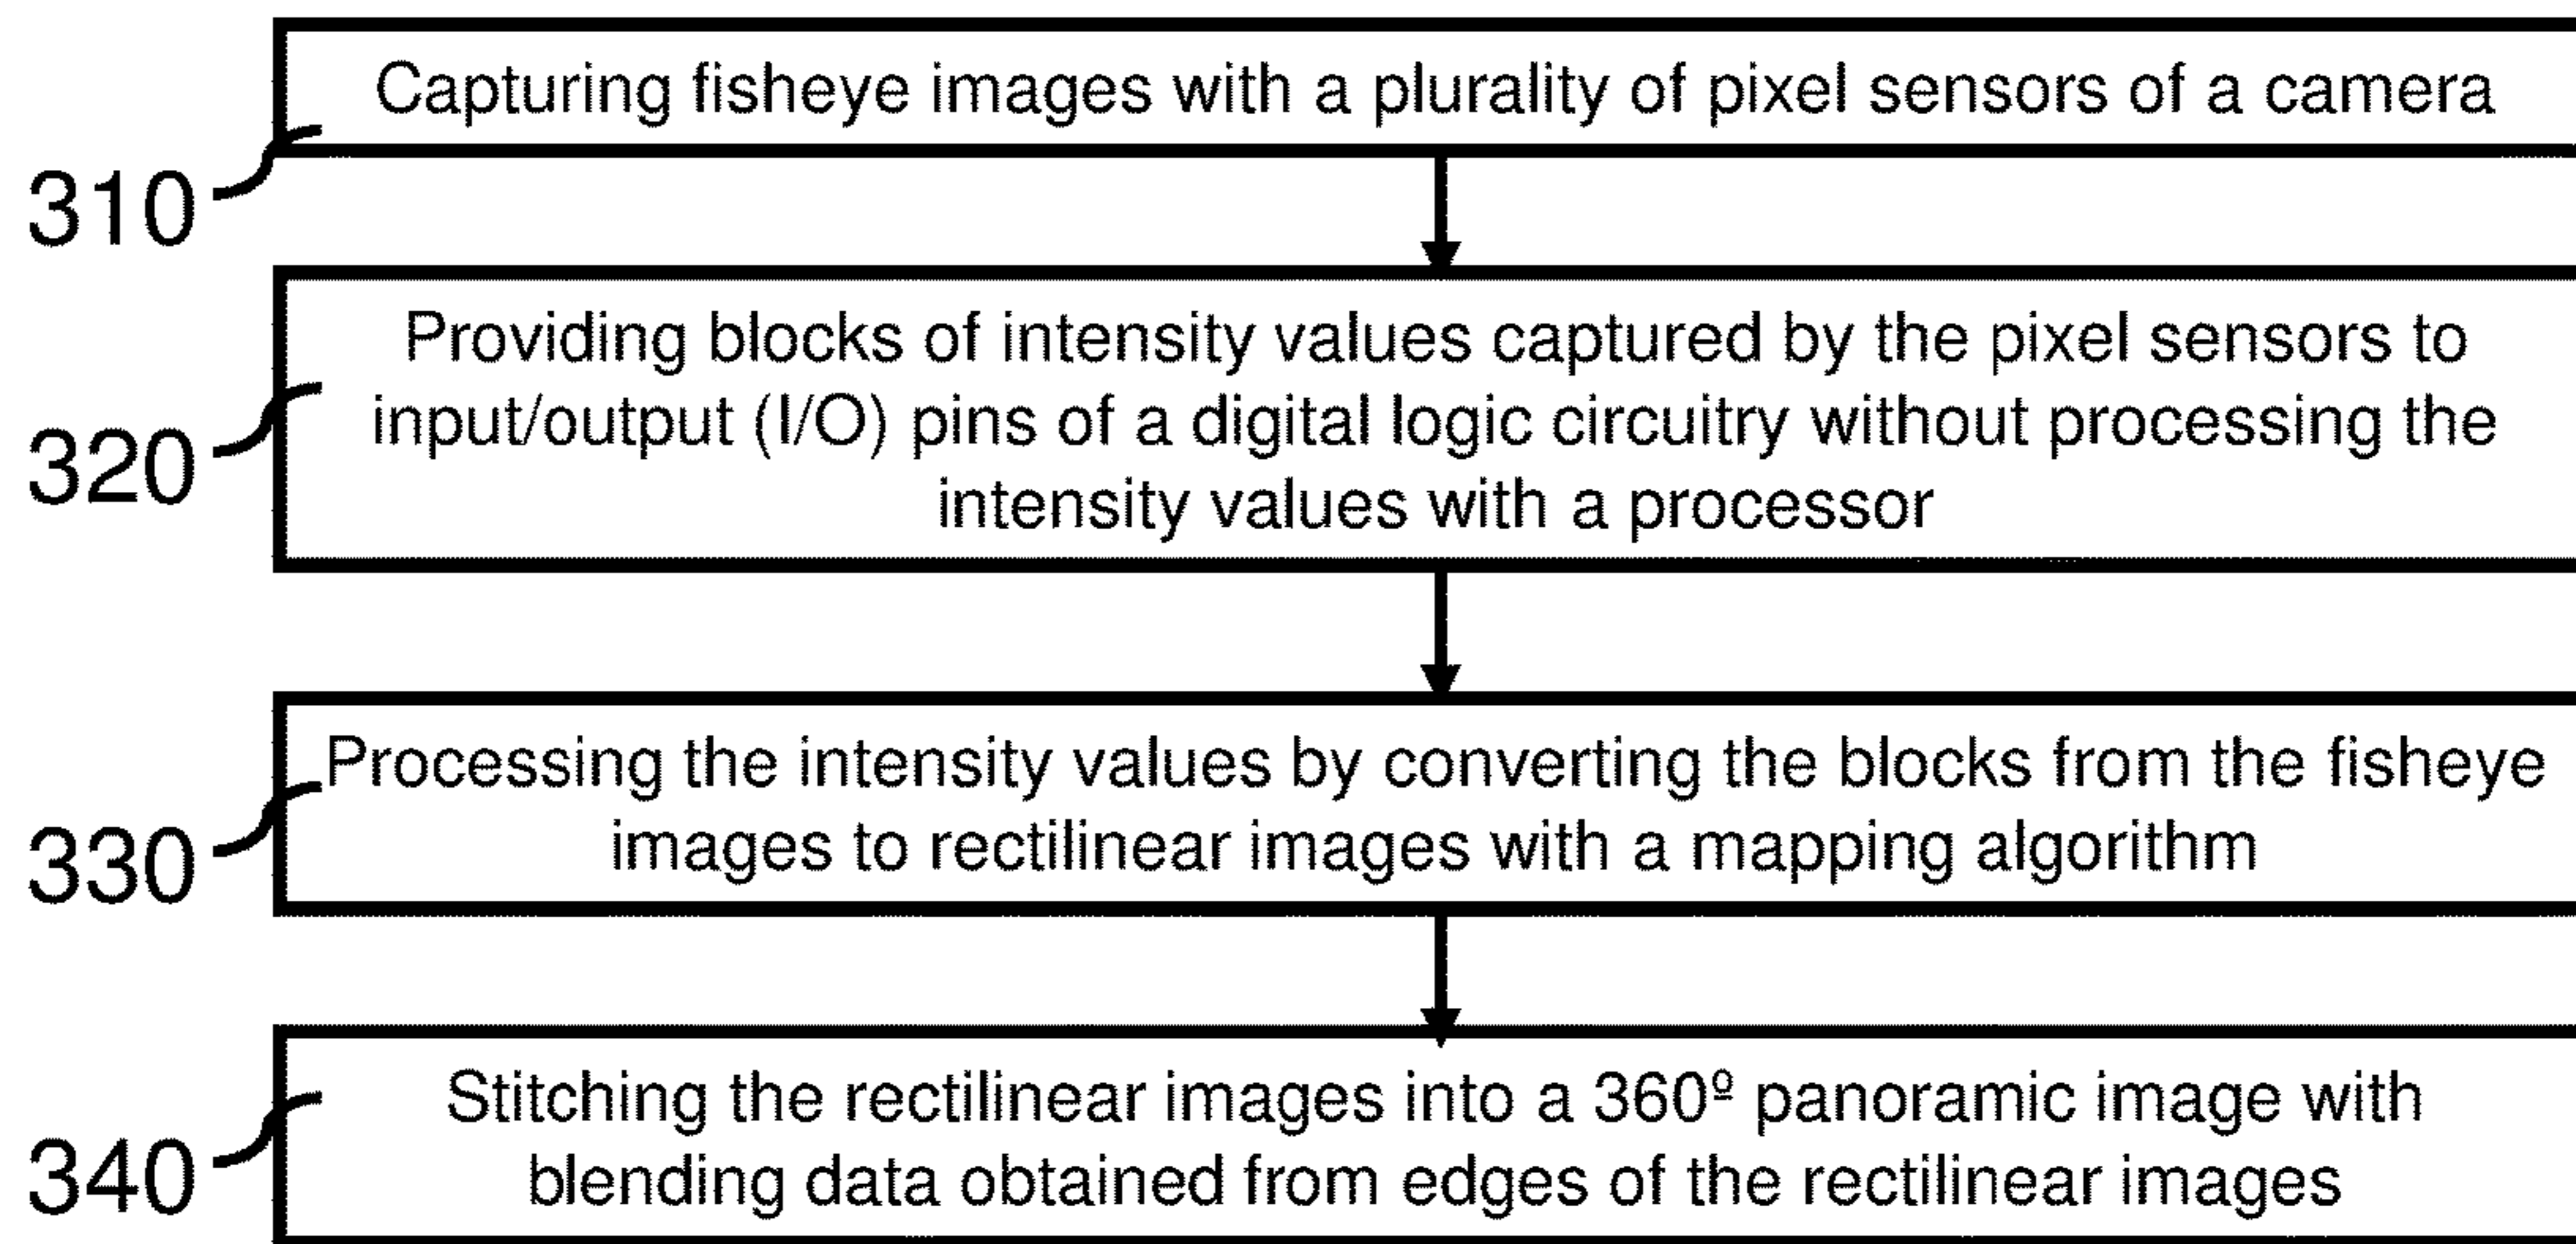 Capturing fisheye images with a plurality of pixel sensors of a camera
310
Providing blocks of intensity values captured by the pixel sensors to
input/output (I/O) pins of a digital logic circuitry without processing the
intensity values with a processor
320
Processing the intensity values by converting the blocks from the fisheye
images to rectilinear images with a mapping algorithm
330
Stitching the rectilinear images into a 360º panoramic image with
blending data obtained from edges of the rectilinear images
340